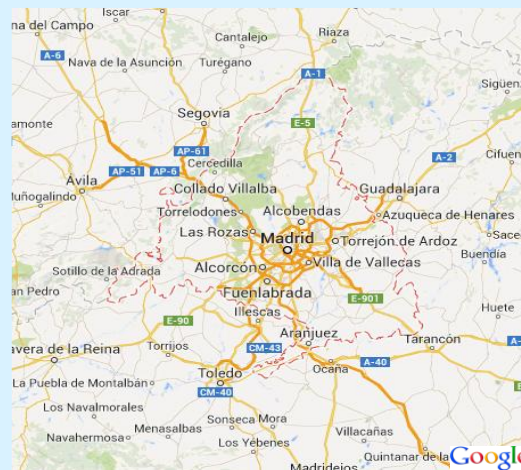 Iscar
na del Campo
Cantalejo
Riaza
A-6
Nava de la Asunción
Turégano
A-1
Sigüen
Segovia
E-5
amonte
AP-61
A-2
Cifuen
AP-51
AP-6
Cercedilla
Ávila
Collado Villalba
Guadalajara
Muñogalindo
Torrelodones
Alcobendas
Azuqueca de Henares
Las Rozas
Madrid
Torrejón de Ardoz
Sace
Buendía
Sotillo de la Adrada
Alcorcón
Villa de Vallecas
an Pedro
Fuenlabrada
E-901
Illescas
Huete
E-90
Aranjuez
Tarancón
A-
avera de la Reina
Torrijos
CM-43
A-40
Toledo
Ocaña
La Puebla de Montalbán
CM-40
Los Navalmorales
Sonseca
Mora
Navahermosa
Menasalbas
Villacañas
Los Yébenes
Quintanar de la
Madridejos
Google